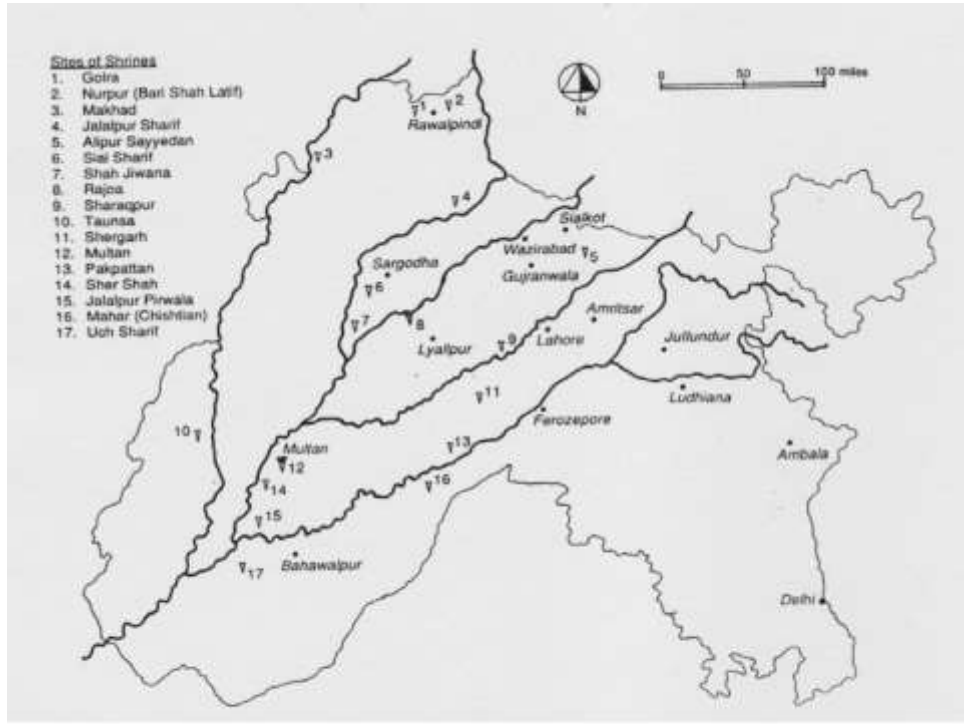 Sites of Shrines
1. Golra
2. Nurpur (Bari Shah Latif)
3. Makhad
4. Jalalpur Sharif
5. Alipur Sayyedan
6. Sial Sharif
7. Shah Jiwana
8. Rajoa
9. Sharaqpur
10. Taunsa
11. Shergarh
12. Multan
13. Pakpattan
14. Sher Shah
15. Jalalpur Pirwala
16. Mahar (Chishtian)
17. Uch Sharif
0 50 100 miles
N
1 2
Rawalpindi
3
4
Sialkot
Wazirabad
5
Gujranwala
Sargodha
6
7
8
Lyallpur
9
Lahore
Amritsar
Jullundur
Ludhiana
11
Ferozepore
10
Multan
12
13
Ambala
14
16
15
17
Bahawalpur
Delhi